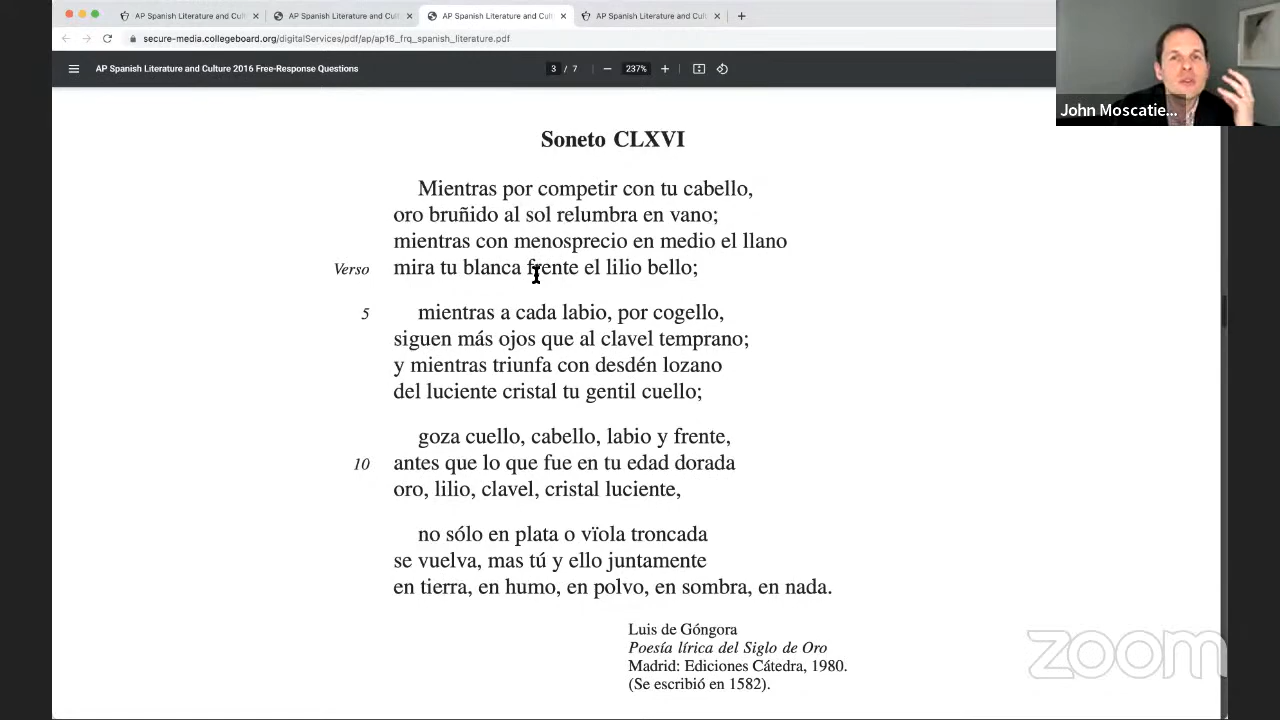 AP Spanish Literature and Cult
AP Spanish Literature and Cult
AP Spanish Literature and Cult
AP Spanish Literature and Cult
secure-media.collegeboard.org/digitalServices/pdf/ap/ap16_frq_spanish_literature.pdf
AP Spanish Literature and Culture 2016 Free-Response Questions
3 / 7
237%
John Moscatie...
Soneto CLXVI
Mientras por competir con tu cabello,
oro bruñido al sol relumbra en vano;
mientras con menosprecio en medio el llano
Verso mira tu blanca frente el lilio bello;
5 mientras a cada labio, por cogello,
siguen más ojos que al clavel temprano;
y mientras triunfa con desdén lozano
del luciente cristal tu gentil cuello;
goza cuello, cabello, labio y frente,
10 antes que lo que fue en tu edad dorada
oro, lilio, clavel, cristal luciente,
no sólo en plata o vïola troncada
se vuelva, mas tú y ello juntamente
en tierra, en humo, en polvo, en sombra, en nada.
Luis de Góngora
Poesía lírica del Siglo de Oro
Madrid: Ediciones Cátedra, 1980.
(Se escribió en 1582).
zoom